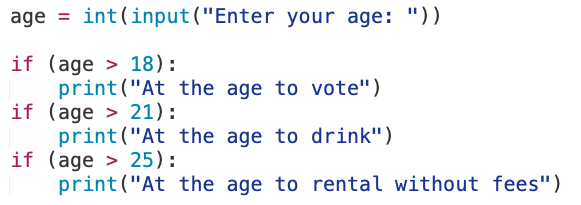 age = int(input("Enter your age: "))
if (age > 18):
    print("At the age to vote")
if (age > 21):
    print("At the age to drink")
if (age > 25):
    print("At the age to rental without fees")